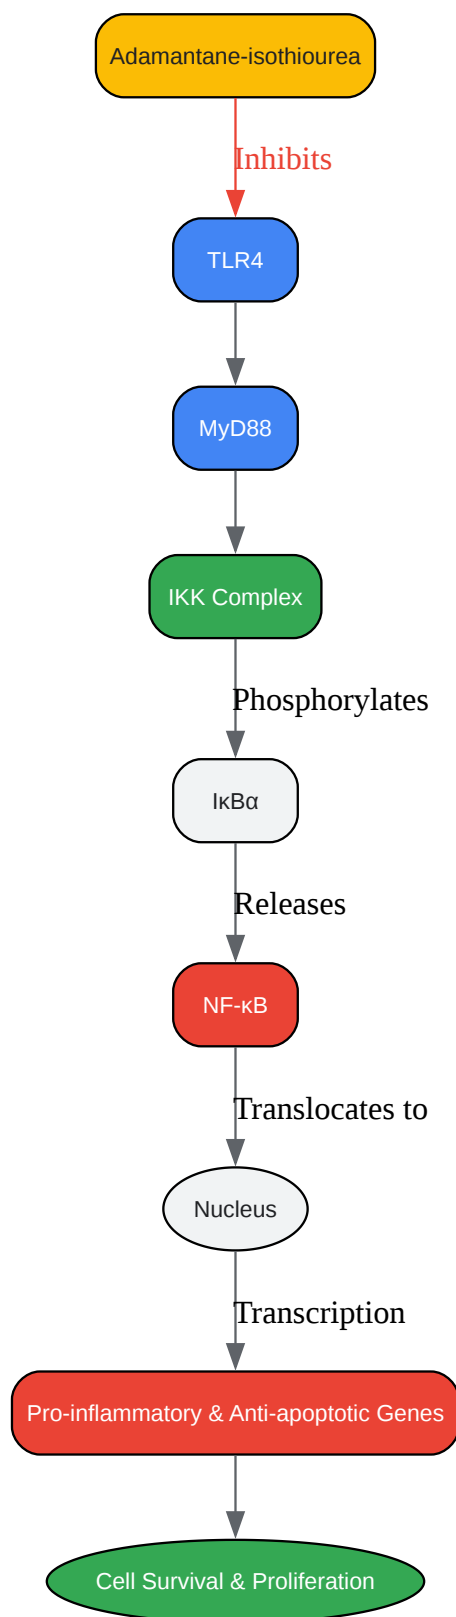 Adamantane-isothiourea
Inhibits
TLR4
MyD88
IKK Complex
Phosphorylates
IκBα
Releases
NF-κB
Translocates to
Nucleus
Transcription
Pro-inflammatory & Anti-apoptotic Genes
Cell Survival & Proliferation